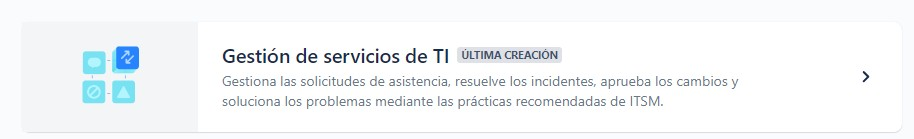 Gestión de servicios de TI ÚLTIMA CREACIÓN
Gestiona las solicitudes de asistencia, resuelve los incidentes, aprueba los cambios y
soluciona los problemas mediante las prácticas recomendadas de ITSM.